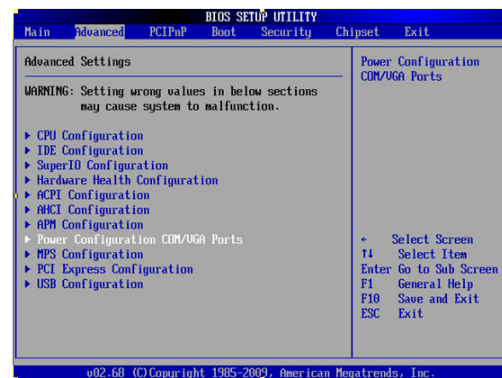 BIOS SETUP UTILITY
Main Advanced PCIPnP Boot Security Chipset Exit
Advanced Settings
WARNING: Setting wrong values in below sections
may cause system to malfunction.
▶ CPU Configuration
▶ IDE Configuration
▶ SuperIO Configuration
▶ Hardware Health Configuration
▶ ACPI Configuration
▶ AHCI Configuration
▶ APM Configuration
▶ Power Configuration COM/VGA Ports
▶ MPS Configuration
▶ PCI Express Configuration
▶ USB Configuration
Power Configuration
COM/VGA Ports
← Select Screen
↑↓ Select Item
Enter Go to Sub Screen
F1 General Help
F10 Save and Exit
ESC Exit
v02.68 (C)Copyright 1985-2009, American Megatrends, Inc.